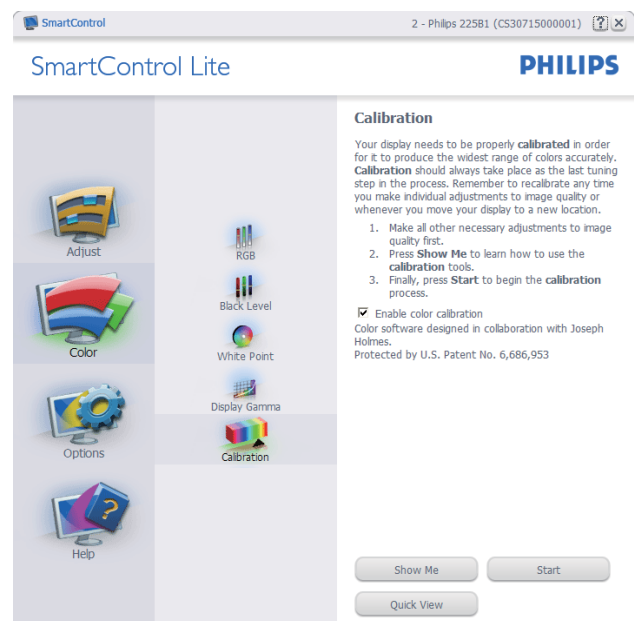 SmartControl
2 - Philips 225B1 (CS30715000001)
?
SmartControl Lite
PHILIPS
Adjust
Color
Options
?
Help
RGB
Black Level
White Point
Display Gamma
Calibration
Calibration
Your display needs to be properly calibrated in order
for it to produce the widest range of colors accurately.
Calibration should always take place as the last tuning
step in the process. Remember to recalibrate any time
you make individual adjustments to image quality or
whenever you move your display to a new location.
1. Make all other necessary adjustments to image
quality first.
2. Press Show Me to learn how to use the
calibration tools.
3. Finally, press Start to begin the calibration
process.
Enable color calibration
Color software designed in collaboration with Joseph
Holmes.
Protected by U.S. Patent No. 6,686,953
Show Me
Start
Quick View